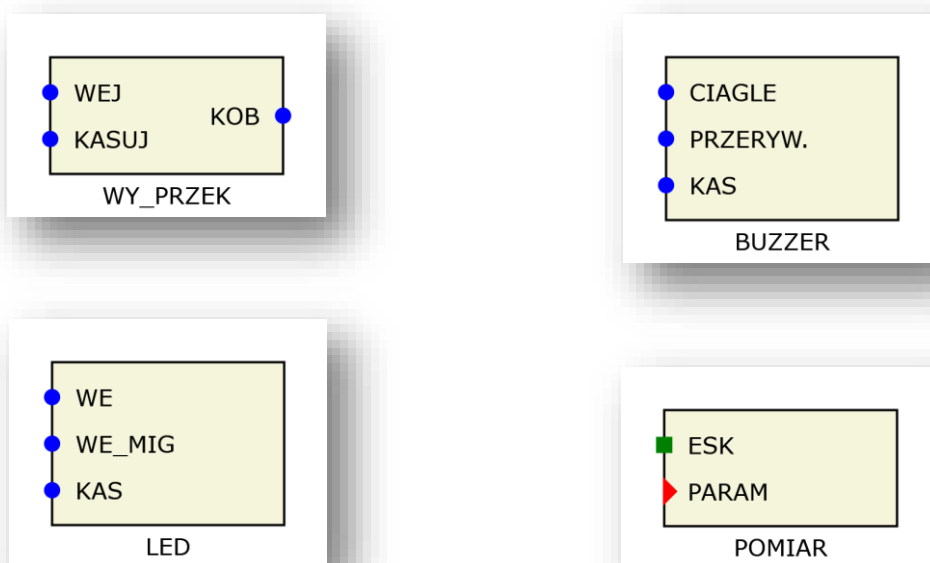 WEJ
KASUJ
KOB
WY_PRZEK
CIAGLE
PRZERYW.
KAS
BUZZER
WE
WE_MIG
KAS
LED
ESK
PARAM
POMIAR